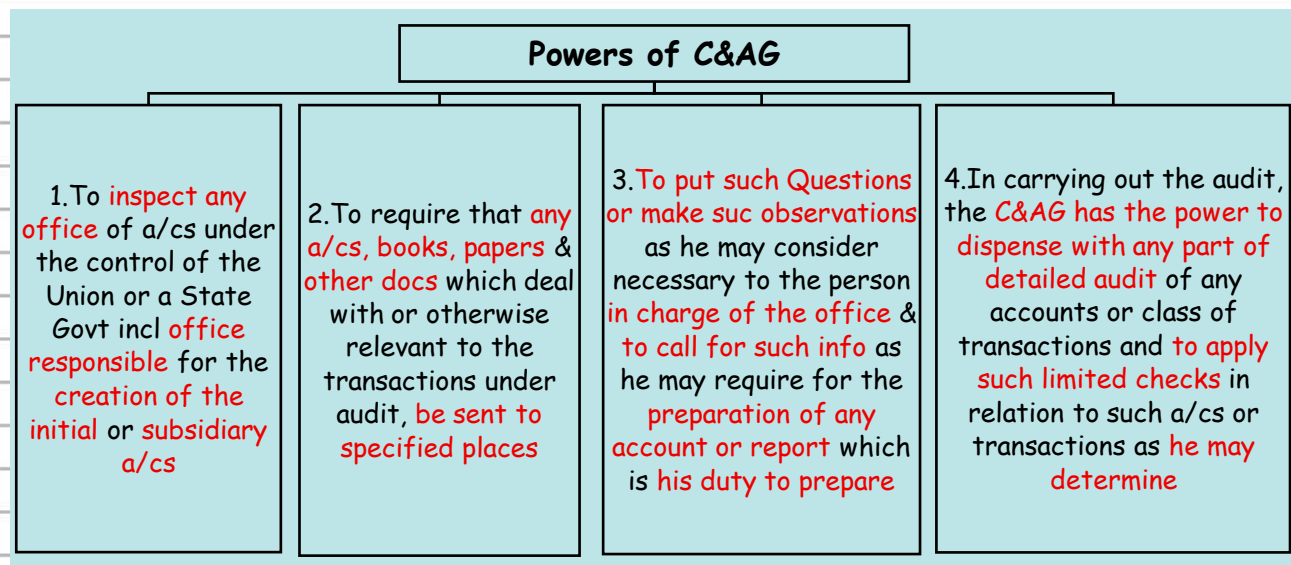 Powers of C&AG
1.To inspect any
office of a/cs under
the control of the
Union or a State
Govt incl office
responsible for the
creation of the
initial or subsidiary
a/cs
2.To require that any
a/cs, books, papers &
other docs which deal
with or otherwise
relevant to the
transactions under
audit, be sent to
specified places
3.To put such Questions
or make suc observations
as he may consider
necessary to the person
in charge of the office &
to call for such info as
he may require for the
preparation of any
account or report which
is his duty to prepare
4.In carrying out the audit,
the C&AG has the power to
dispense with any part of
detailed audit of any
accounts or class of
transactions and to apply
such limited checks in
relation to such a/cs or
transactions as he may
determine